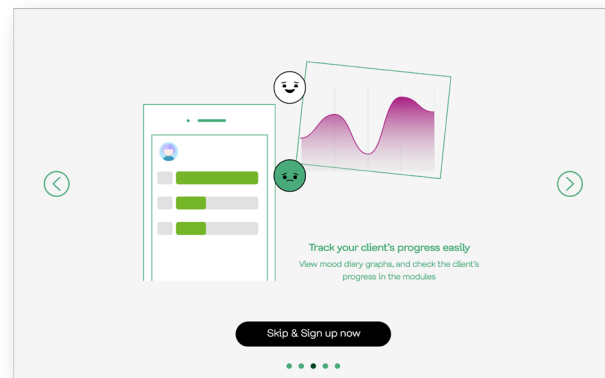 Track your client's progress easily
View mood diary graphs, and check the client's
progress in the modules
Skip & Sign up now